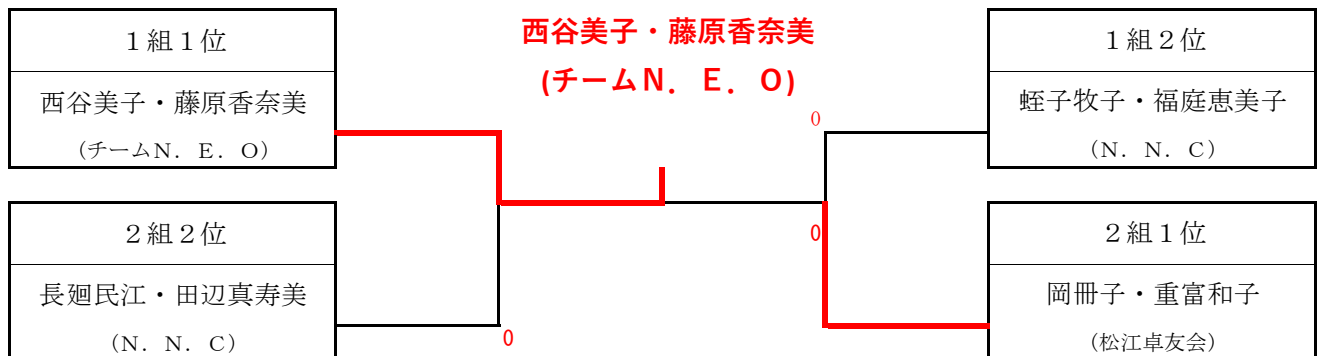 西谷美子・藤原香奈美
(チームＮ．Ｅ．Ｏ)
１組１位
西谷美子・藤原香奈美
（チームＮ．Ｅ．Ｏ）
１組２位
蛭子牧子・福庭恵美子
（Ｎ．Ｎ．Ｃ）
0
２組２位
長廻民江・田辺真寿美
（Ｎ．Ｎ．Ｃ）
0
0
２組１位
岡冊子・重富和子
（松江卓友会）